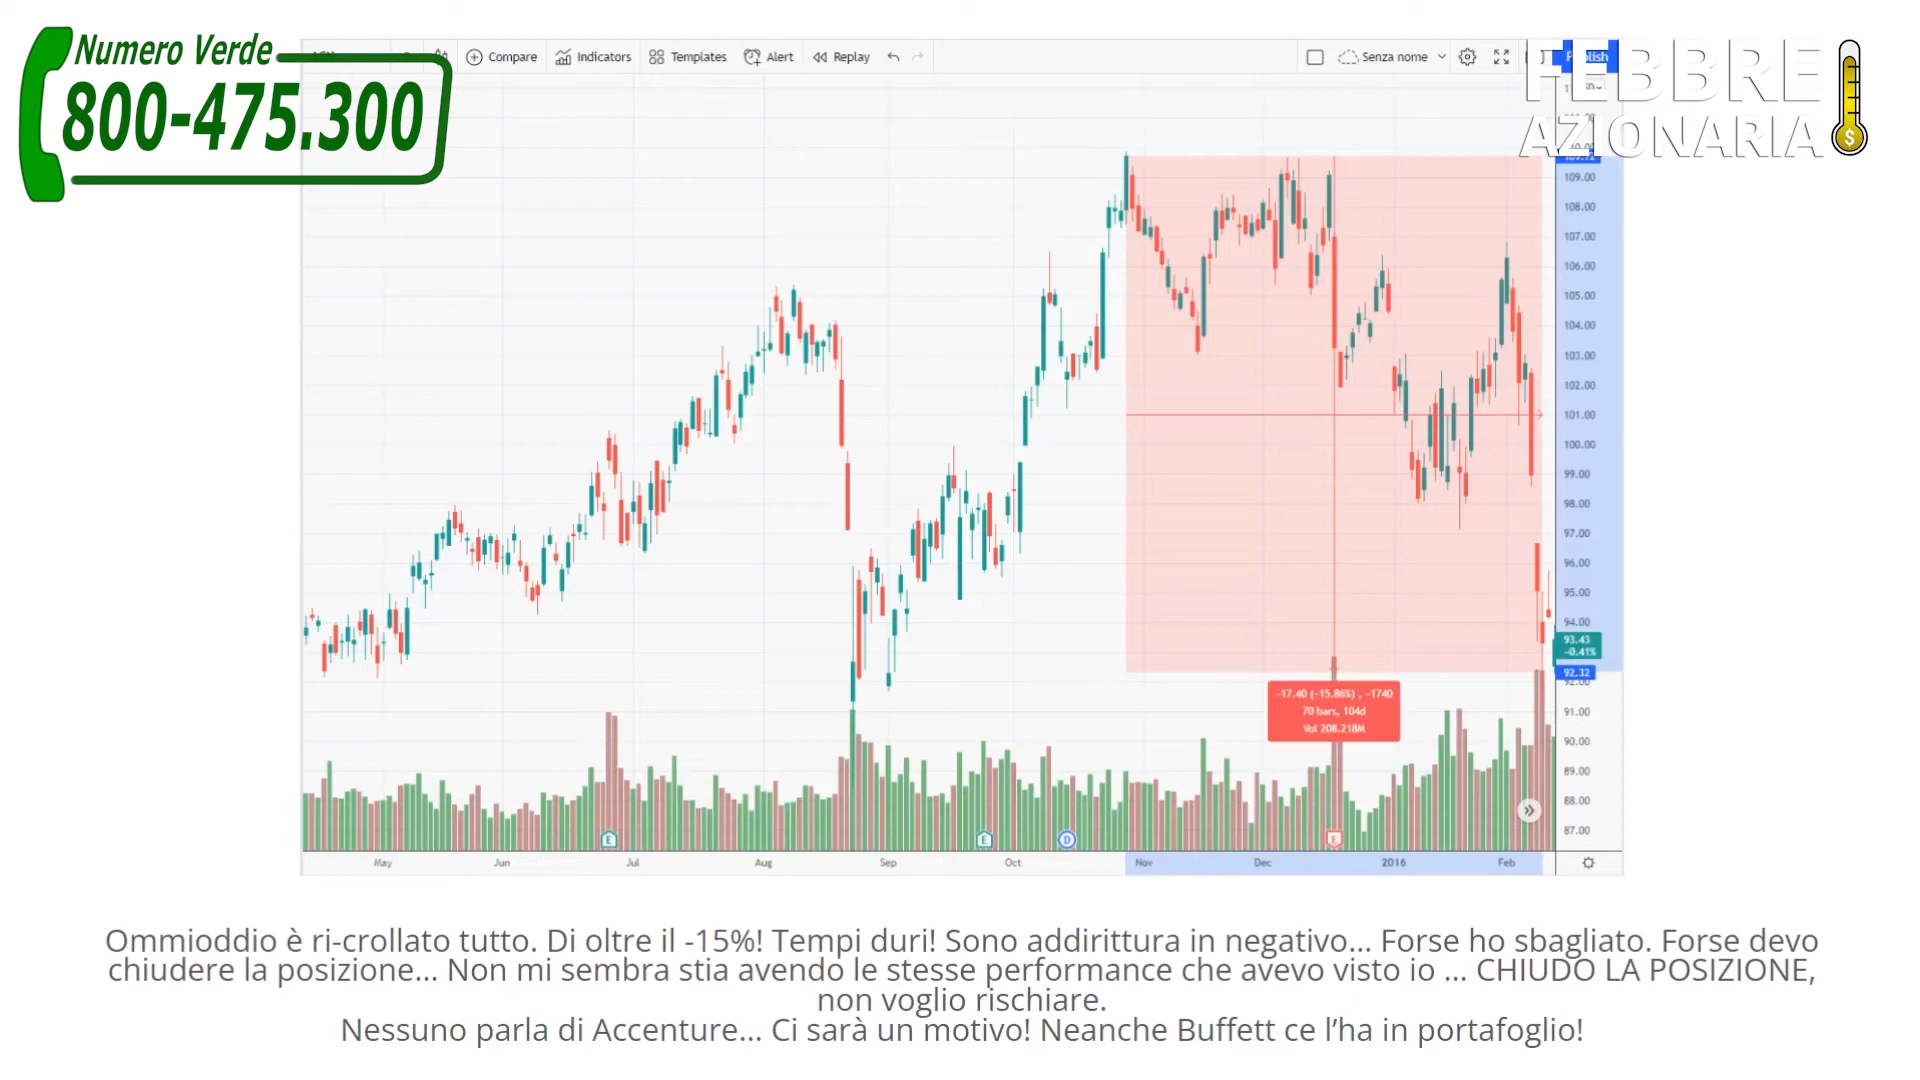 Numero Verde
800-475.300
Compare
Indicators
Templates
Alert
Replay
Senza nome
FEBBRE
AZIONARIA
$
109.00
108.00
107.00
106.00
105.00
104.00
103.00
102.00
101.00
100.00
99.00
98.00
97.00
96.00
95.00
94.00
93.43
-0.41%
92.32
92.00
91.00
90.00
89.00
88.00
87.00
-17.40 (-15.86%) , -1740
70 bars, 104d
Vol 208.218M
E
E
D
E
May
Jun
Jul
Aug
Sep
Oct
Nov
Dec
2016
Feb
Ommioddio è ri-crollato tutto. Di oltre il -15%! Tempi duri! Sono addirittura in negativo... Forse ho sbagliato. Forse devo
chiudere la posizione... Non mi sembra stia avendo le stesse performance che avevo visto io ... CHIUDO LA POSIZIONE,
non voglio rischiare.
Nessuno parla di Accenture... Ci sarà un motivo! Neanche Buffett ce l’ha in portafoglio!